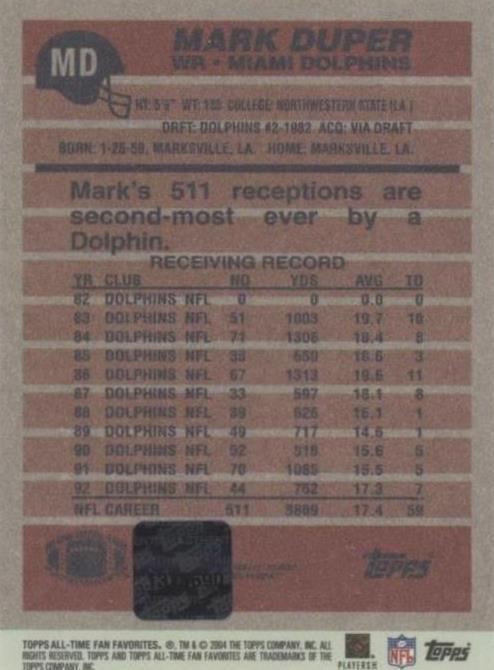 MD
MARK DUPER
WR • MIAMI DOLPHINS
HT: 5'9" WT: 185 COLLEGE: NORTHWESTERN STATE (LA.)
DRFT: DOLPHINS #2-1982 ACQ: VIA DRAFT
BORN: 1-25-59, MARKSVILLE, LA. HOME: MARKSVILLE, LA.
Mark's 511 receptions are
second-most ever by a
Dolphin.
RECEIVING RECORD
YR CLUB NO YDS AVG TD
82 DOLPHINS NFL 0 0 0.0 0
83 DOLPHINS NFL 51 1003 19.7 10
84 DOLPHINS NFL 71 1306 18.4 8
85 DOLPHINS NFL 35 650 18.6 3
86 DOLPHINS NFL 67 1313 19.6 11
87 DOLPHINS NFL 33 597 18.1 8
88 DOLPHINS NFL 39 626 16.1 1
89 DOLPHINS NFL 49 717 14.6 1
90 DOLPHINS NFL 52 810 15.6 5
91 DOLPHINS NFL 70 1085 15.5 5
92 DOLPHINS NFL 44 762 17.3 7
NFL CAREER 511 8869 17.4 59
Topps
TOPPS ALL-TIME FAN FAVORITES. ®, TM & © 2004 THE TOPPS COMPANY, INC. ALL
RIGHTS RESERVED. TOPPS AND TOPPS FAN FAVORITES ARE TRADEMARKS OF THE
TOPPS COMPANY, INC.
PLAYERS
NFL
Topps